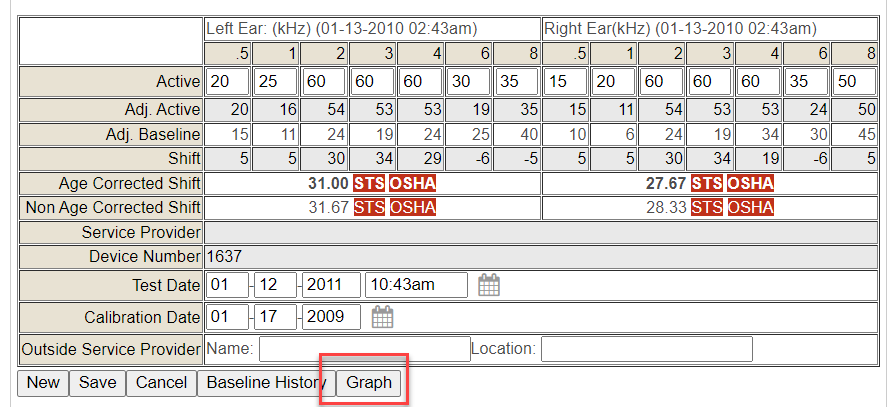 Left Ear: (kHz) (01-13-2010 02:43am) Right Ear(kHz) (01-13-2010 02:43am)
.5 1 2 3 4 6 8 .5 1 2 3 4 6 8
Active 20 25 60 60 60 30 35 15 20 60 60 60 35 50
Adj. Active 20 16 54 53 53 19 35 15 11 54 53 53 24 50
Adj. Baseline 15 11 24 19 24 25 40 10 6 24 19 34 30 45
Shift 5 5 30 34 29 -6 -5 5 5 30 34 19 -6 5
Age Corrected Shift 31.00 STS OSHA 27.67 STS OSHA
Non Age Corrected Shift 31.67 STS OSHA 28.33 STS OSHA
Service Provider
Device Number 1637
Test Date 01 - 12 - 2011 10:43am
Calibration Date 01 - 17 - 2009
Outside Service Provider Name: Location:
New Save Cancel Baseline History Graph